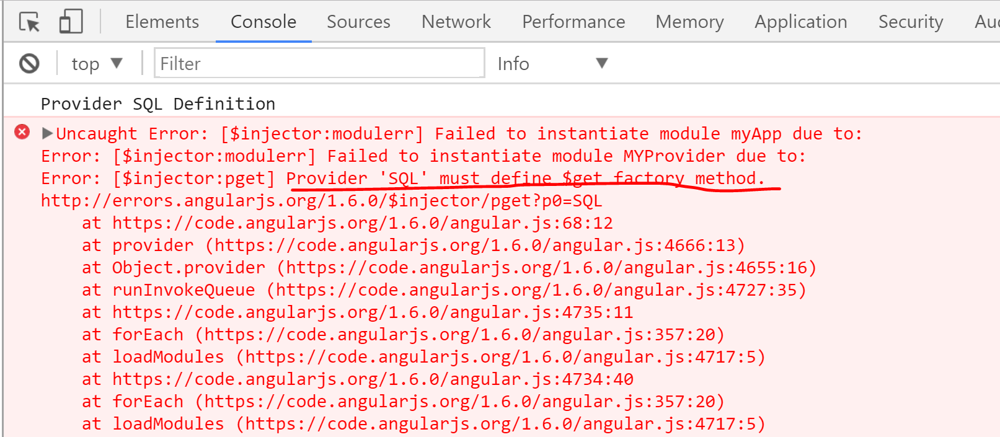 Elements Console Sources Network Performance Memory Application Security
top Filter Info
Provider SQL Definition
Uncaught Error: [$injector:modulerr] Failed to instantiate module myApp due to:
Error: [$injector:modulerr] Failed to instantiate module MYProvider due to:
Error: [$injector:pget] Provider 'SQL' must define $get factory method.
http://errors.angularjs.org/1.6.0/$injector/pget?p0=SQL
at https://code.angularjs.org/1.6.0/angular.js:68:12
at provider (https://code.angularjs.org/1.6.0/angular.js:4666:13)
at Object.provider (https://code.angularjs.org/1.6.0/angular.js:4655:16)
at runInvokeQueue (https://code.angularjs.org/1.6.0/angular.js:4727:35)
at https://code.angularjs.org/1.6.0/angular.js:4735:11
at forEach (https://code.angularjs.org/1.6.0/angular.js:357:20)
at loadModules (https://code.angularjs.org/1.6.0/angular.js:4717:5)
at https://code.angularjs.org/1.6.0/angular.js:4734:40
at forEach (https://code.angularjs.org/1.6.0/angular.js:357:20)
at loadModules (https://code.angularjs.org/1.6.0/angular.js:4717:5)